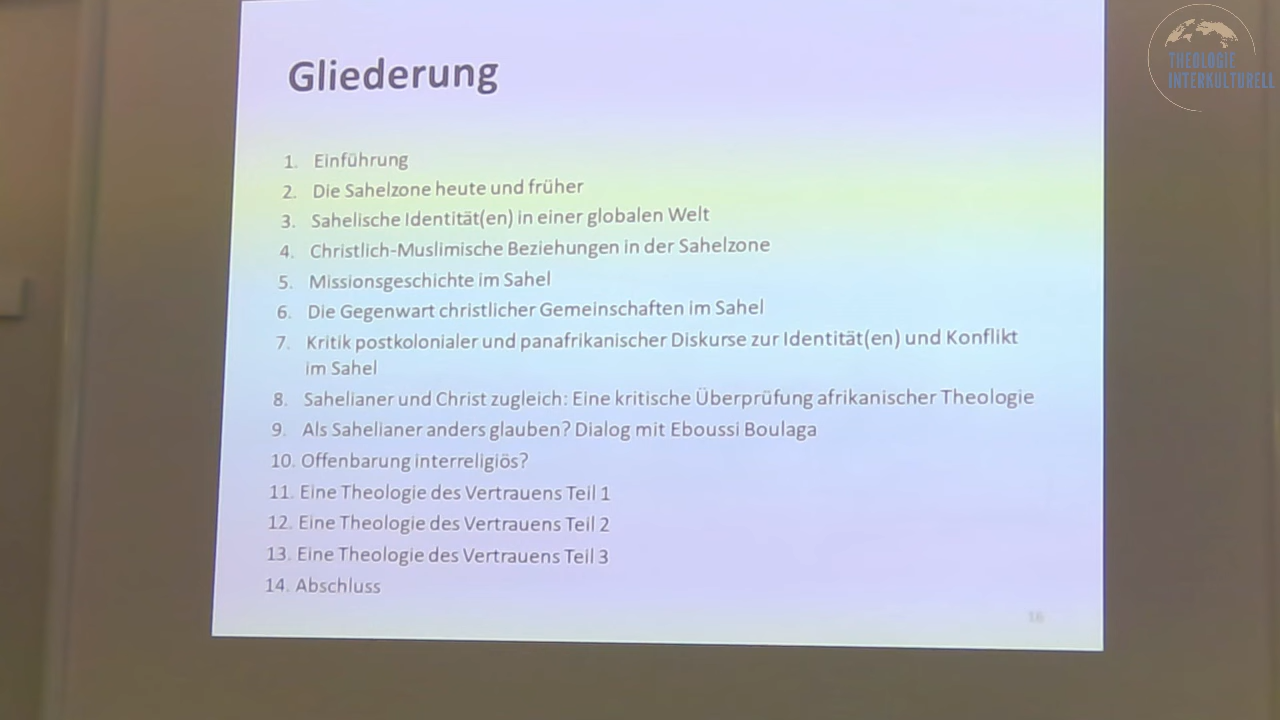 Gliederung
THEOLOGIE
INTERKULTURELL
1. Einführung
2. Die Sahelzone heute und früher
3. Sahelische Identität(en) in einer globalen Welt
4. Christlich-Muslimische Beziehungen in der Sahelzone
5. Missionsgeschichte im Sahel
6. Die Gegenwart christlicher Gemeinschaften im Sahel
7. Kritik postkolonialer und panafrikanischer Diskurse zur Identität(en) und Konflikt
im Sahel
8. Sahelianer und Christ zugleich: Eine kritische Überprüfung afrikanischer Theologie
9. Als Sahelianer anders glauben? Dialog mit Eboussi Boulaga
10. Offenbarung interreligiös?
11. Eine Theologie des Vertrauens Teil 1
12. Eine Theologie des Vertrauens Teil 2
13. Eine Theologie des Vertrauens Teil 3
14. Abschluss
16